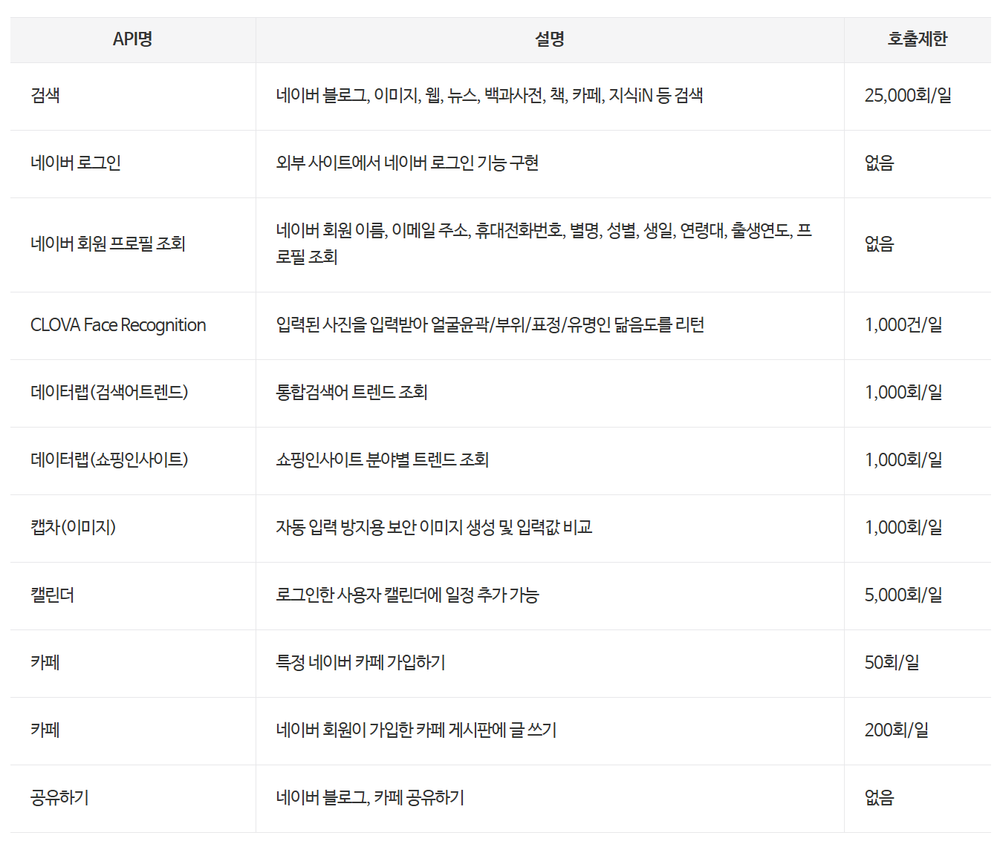 API명 설명 호출제한
검색 네이버 블로그, 이미지, 웹, 뉴스, 백과사전, 책, 카페, 지식iN 등 검색 25,000회/일
네이버 로그인 외부 사이트에서 네이버 로그인 기능 구현 없음
네이버 회원 프로필 조회 네이버 회원 이름, 이메일 주소, 휴대전화번호, 별명, 성별, 생일, 연령대, 출생연도, 프
로필 조회 없음
CLOVA Face Recognition 입력된 사진을 입력받아 얼굴윤곽/부위/표정/유명인 닮음도를 리턴 1,000건/일
데이터랩(검색어트렌드) 통합검색어 트렌드 조회 1,000회/일
데이터랩(쇼핑인사이트) 쇼핑인사이트 분야별 트렌드 조회 1,000회/일
캡차(이미지) 자동 입력 방지용 보안 이미지 생성 및 입력값 비교 1,000회/일
캘린더 로그인한 사용자 캘린더에 일정 추가 가능 5,000회/일
카페 특정 네이버 카페 가입하기 50회/일
카페 네이버 회원이 가입한 카페 게시판에 글 쓰기 200회/일
공유하기 네이버 블로그, 카페 공유하기 없음